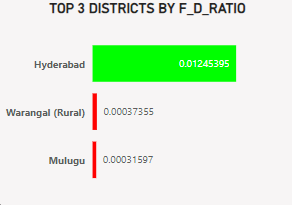 TOP 3 DISTRICTS BY F_D_RATIO
Hyderabad 0.01245395
Warangal (Rural) 0.00037355
Mulugu 0.00031597